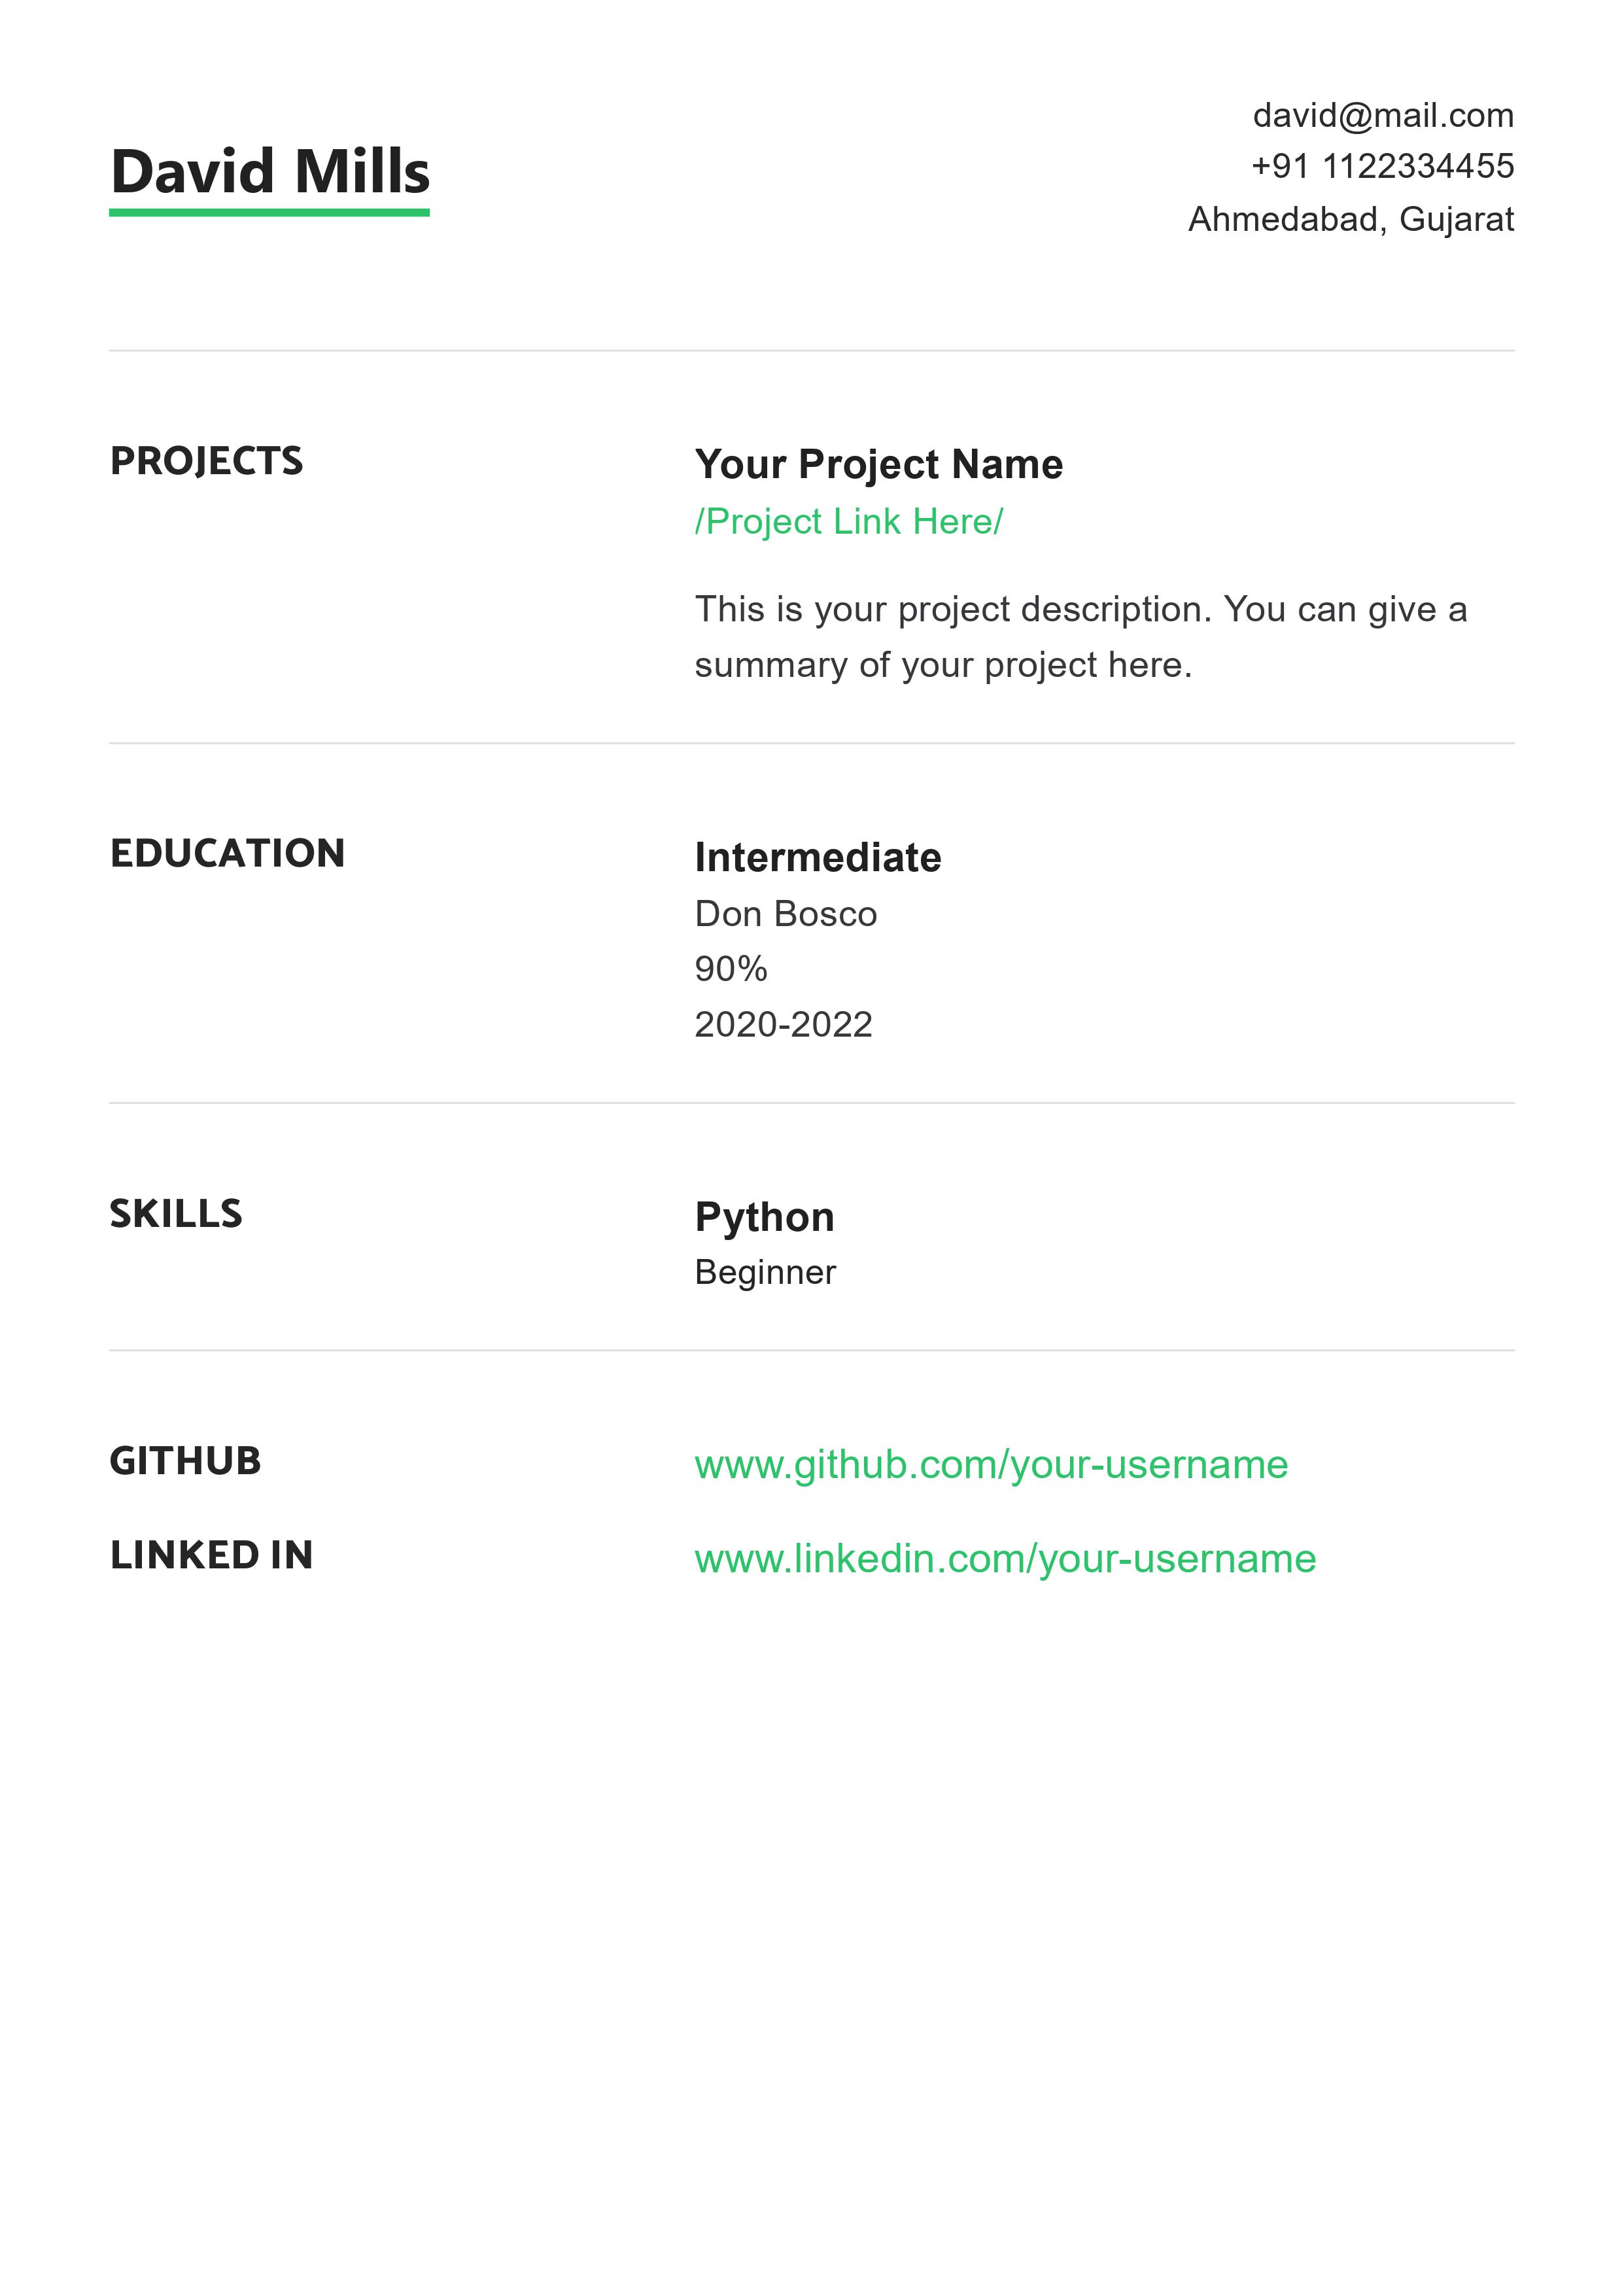 David Mills
david@mail.com
+91 1122334455
Ahmedabad, Gujarat
PROJECTS
Your Project Name
/Project Link Here/
This is your project description. You can give a
summary of your project here.
EDUCATION
Intermediate
Don Bosco
90%
2020-2022
SKILLS
Python
Beginner
GITHUB
www.github.com/your-username
LINKED IN
www.linkedin.com/your-username